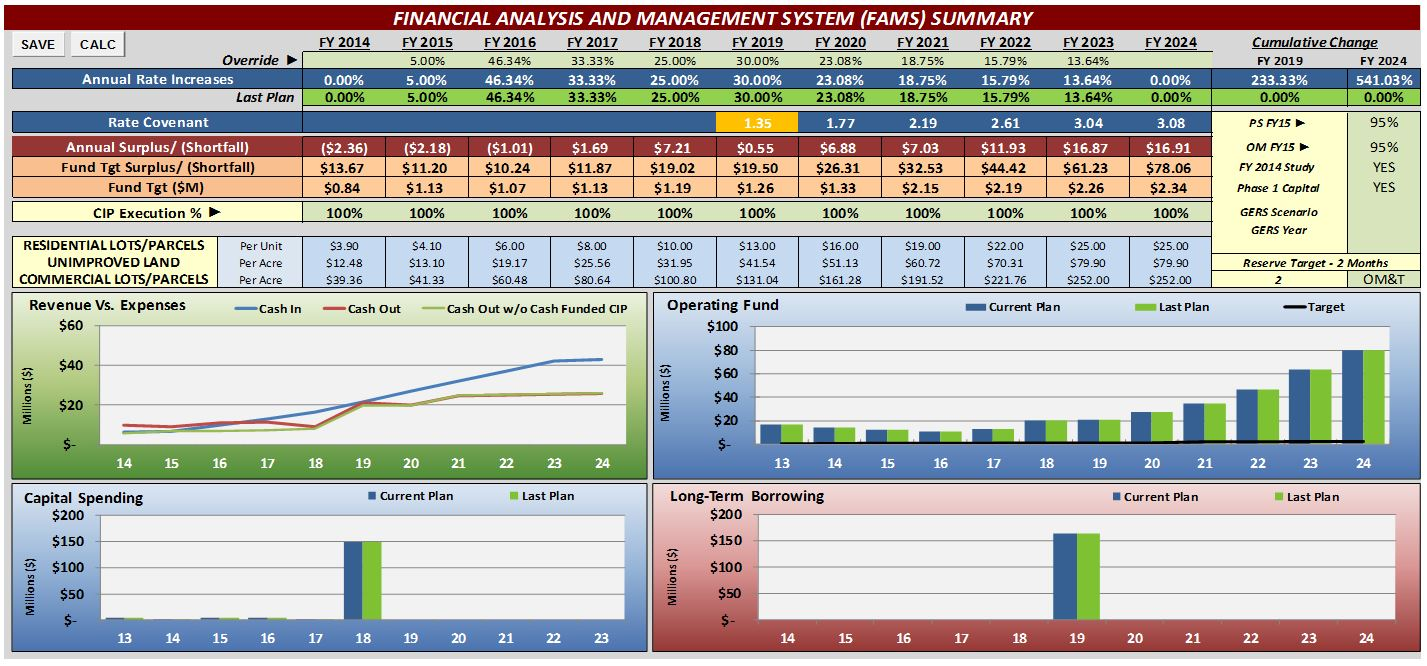 FINANCIAL ANALYSIS AND MANAGEMENT SYSTEM (FAMS) SUMMARY
SAVE CALC FY 2014 FY 2015 FY 2016 FY 2017 FY 2018 FY 2019 FY 2020 FY 2021 FY 2022 FY 2023 FY 2024 Cumulative Change
Override ► 5.00% 46.34% 33.33% 25.00% 30.00% 23.08% 18.75% 15.79% 13.64% FY 2019 FY 2024
Annual Rate Increases 0.00% 5.00% 46.34% 33.33% 25.00% 30.00% 23.08% 18.75% 15.79% 13.64% 0.00% 233.33% 541.03%
Last Plan 0.00% 5.00% 46.34% 33.33% 25.00% 30.00% 23.08% 18.75% 15.79% 13.64% 0.00% 0.00% 0.00%
Rate Covenant 1.35 1.77 2.19 2.61 3.04 3.08 PS FY15 ► 95%
Annual Surplus/ (Shortfall) ($2.36) ($2.18) ($1.01) $1.69 $7.21 $0.55 $6.88 $7.03 $11.93 $16.87 $16.91 OM FY15 ► 95%
Fund Tgt Surplus/ (Shortfall) $13.67 $11.20 $10.24 $11.87 $19.02 $19.50 $26.31 $32.53 $44.42 $61.23 $78.06 FY 2014 Study YES
Fund Tgt ($M) $0.84 $1.13 $1.07 $1.13 $1.19 $1.26 $1.33 $2.15 $2.19 $2.26 $2.34 Phase 1 Capital YES
CIP Execution % ► 100% 100% 100% 100% 100% 100% 100% 100% 100% 100% 100% GERS Scenario
GERS Year
RESIDENTIAL LOTS/PARCELS Per Unit $3.90 $4.10 $6.00 $8.00 $10.00 $13.00 $16.00 $19.00 $22.00 $25.00 $25.00
UNIMPROVED LAND Per Acre $12.48 $13.10 $19.17 $25.56 $31.95 $41.54 $51.13 $60.72 $70.31 $79.90 $79.90 Reserve Target - 2 Months
COMMERCIAL LOTS/PARCELS Per Acre $39.36 $41.33 $60.48 $80.64 $100.80 $131.04 $161.28 $191.52 $221.76 $252.00 $252.00 2 OM&T
Revenue Vs. Expenses Cash In Cash Out Cash Out w/o Cash Funded CIP
Millions ($)
$60
$40
$20
$-
14 15 16 17 18 19 20 21 22 23 24
Operating Fund Current Plan Last Plan Target
Millions ($)
$100
$80
$60
$40
$20
$-
13 14 15 16 17 18 19 20 21 22 23 24
Capital Spending Current Plan Last Plan
Millions ($)
$200
$150
$100
$50
$-
13 14 15 16 17 18 19 20 21 22 23
Long-Term Borrowing Current Plan Last Plan
Millions ($)
$200
$150
$100
$50
$-
14 15 16 17 18 19 20 21 22 23 24